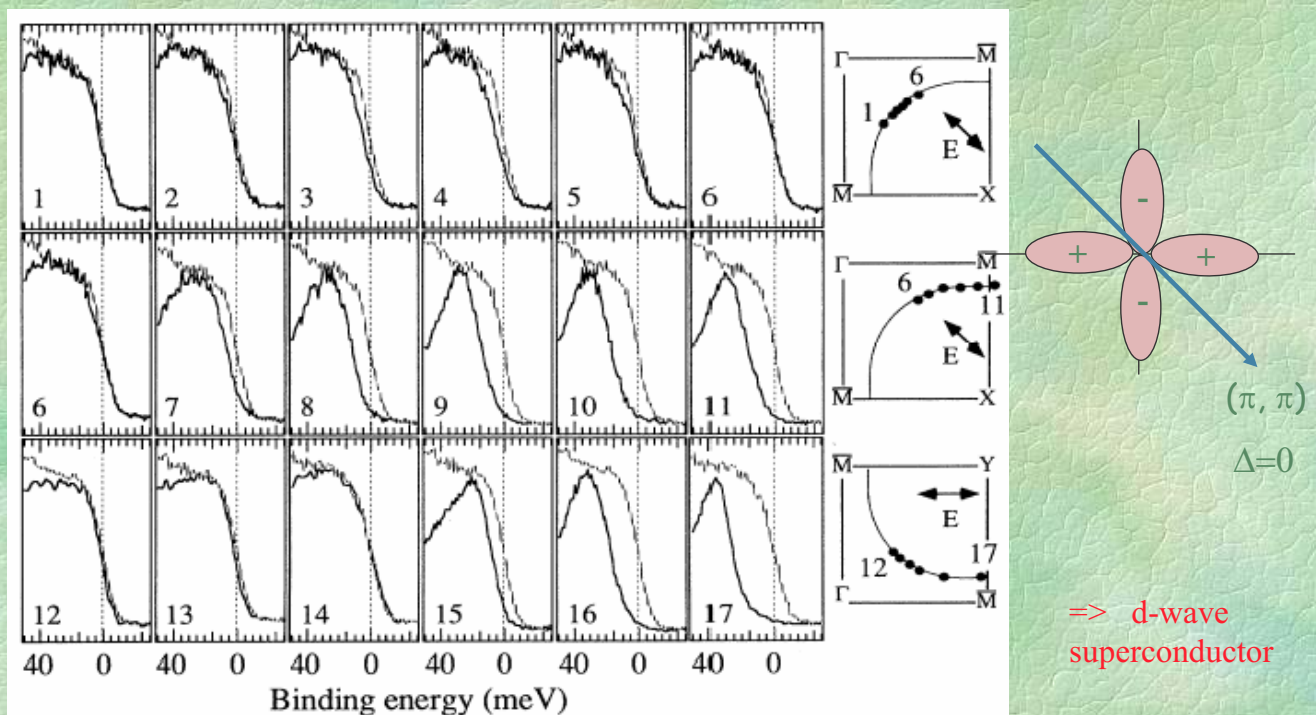 1 2 3 4 5 6
Γ M̅
6
1
E
M̅ X
6 7 8 9 10 11
Γ M̅
6
11
E
M̅ X
12 13 14 15 16 17
M̅ Y
E
12 17
Γ M̅
40 0 40 0 40 0 40 0 40 0 40 0
Binding energy (meV)
-
+ +
-
(π, π)
Δ=0
=> d-wave
superconductor